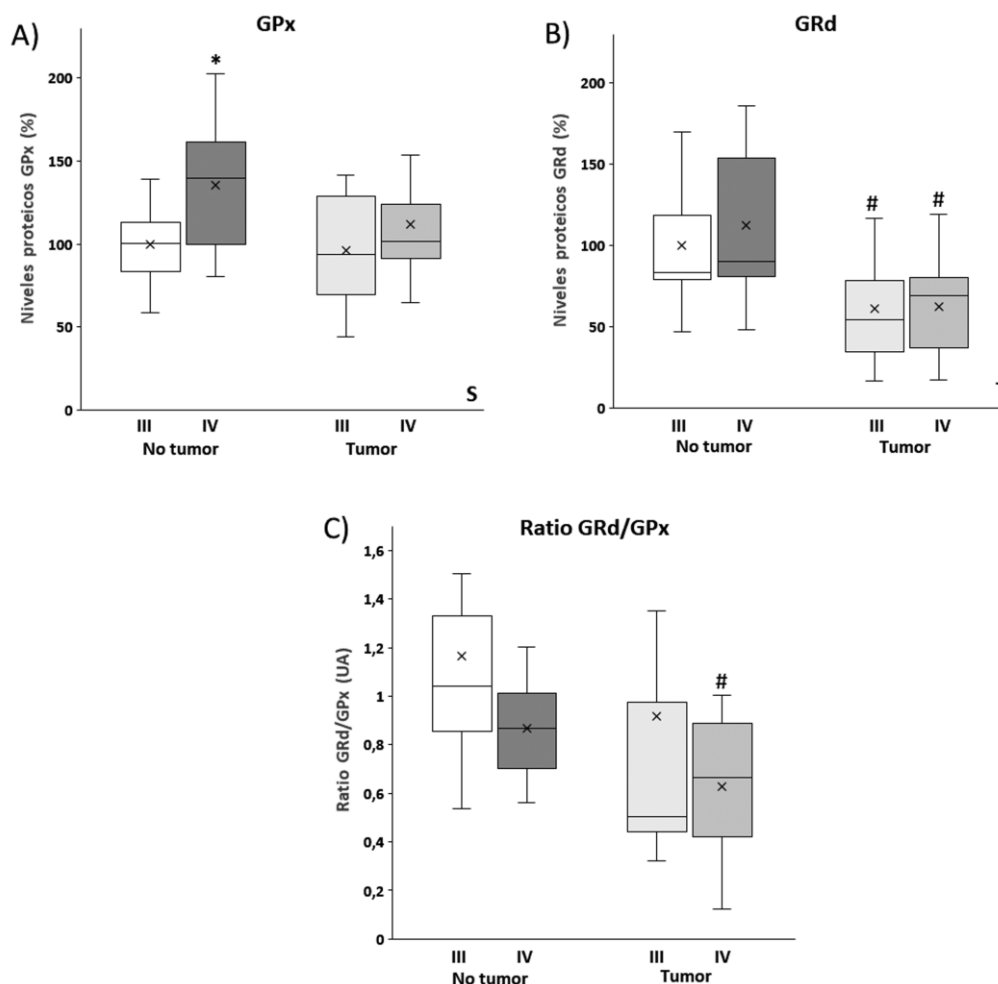 A)
GPx
Niveles proteicos GPx (%)
200
150
100
50
0
*
S
III IV III IV
No tumor Tumor
B)
GRd
Niveles proteicos GRd (%)
200
150
100
50
0
# #
III IV III IV
No tumor Tumor
C)
Ratio GRd/GPx
Ratio GRd/GPx (UA)
1,6
1,4
1,2
1
0,8
0,6
0,4
0,2
0
#
III IV III IV
No tumor Tumor